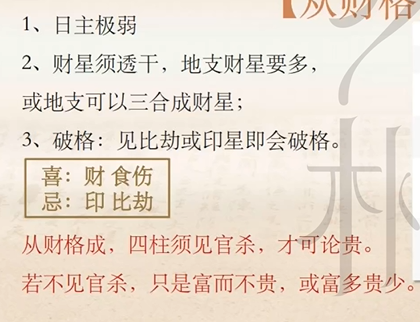 【从财格
1、日主极弱
2、财星须透干，地支财星要多，
或地支可以三合成财星；
3、破格：见比劫或印星即会破格。
喜：财 食伤
忌：印 比劫
从财格成，四柱须见官杀，才可论贵。
若不见官杀，只是富而不贵，或富多贵少。